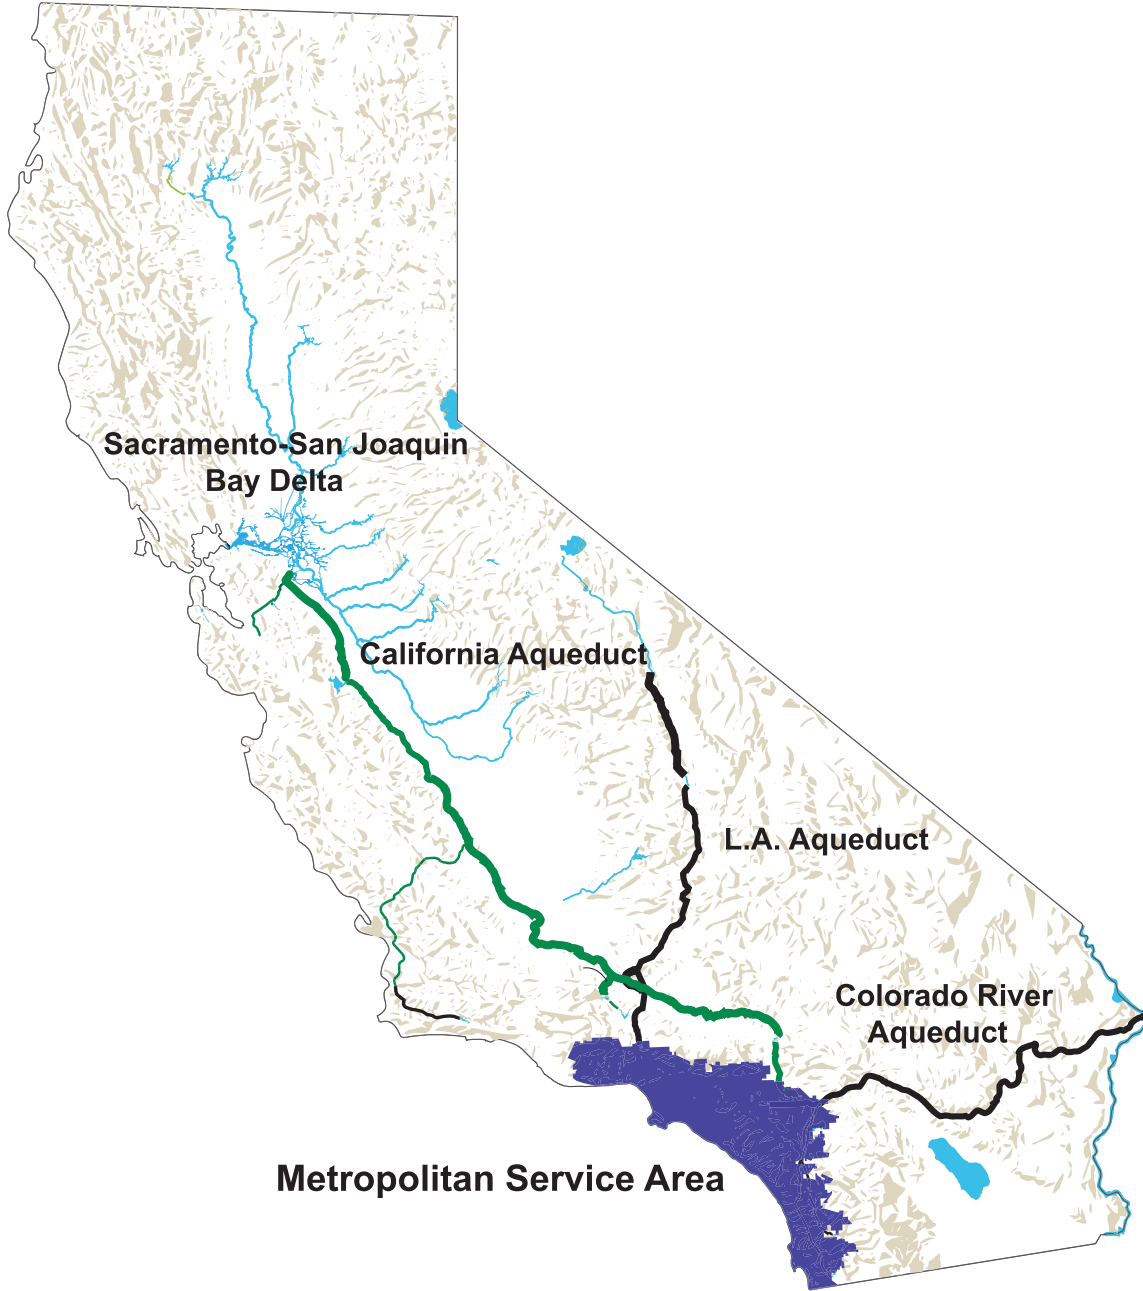 Sacramento-San Joaquin
Bay Delta
California Aqueduct
L.A. Aqueduct
Colorado River
Aqueduct
Metropolitan Service Area